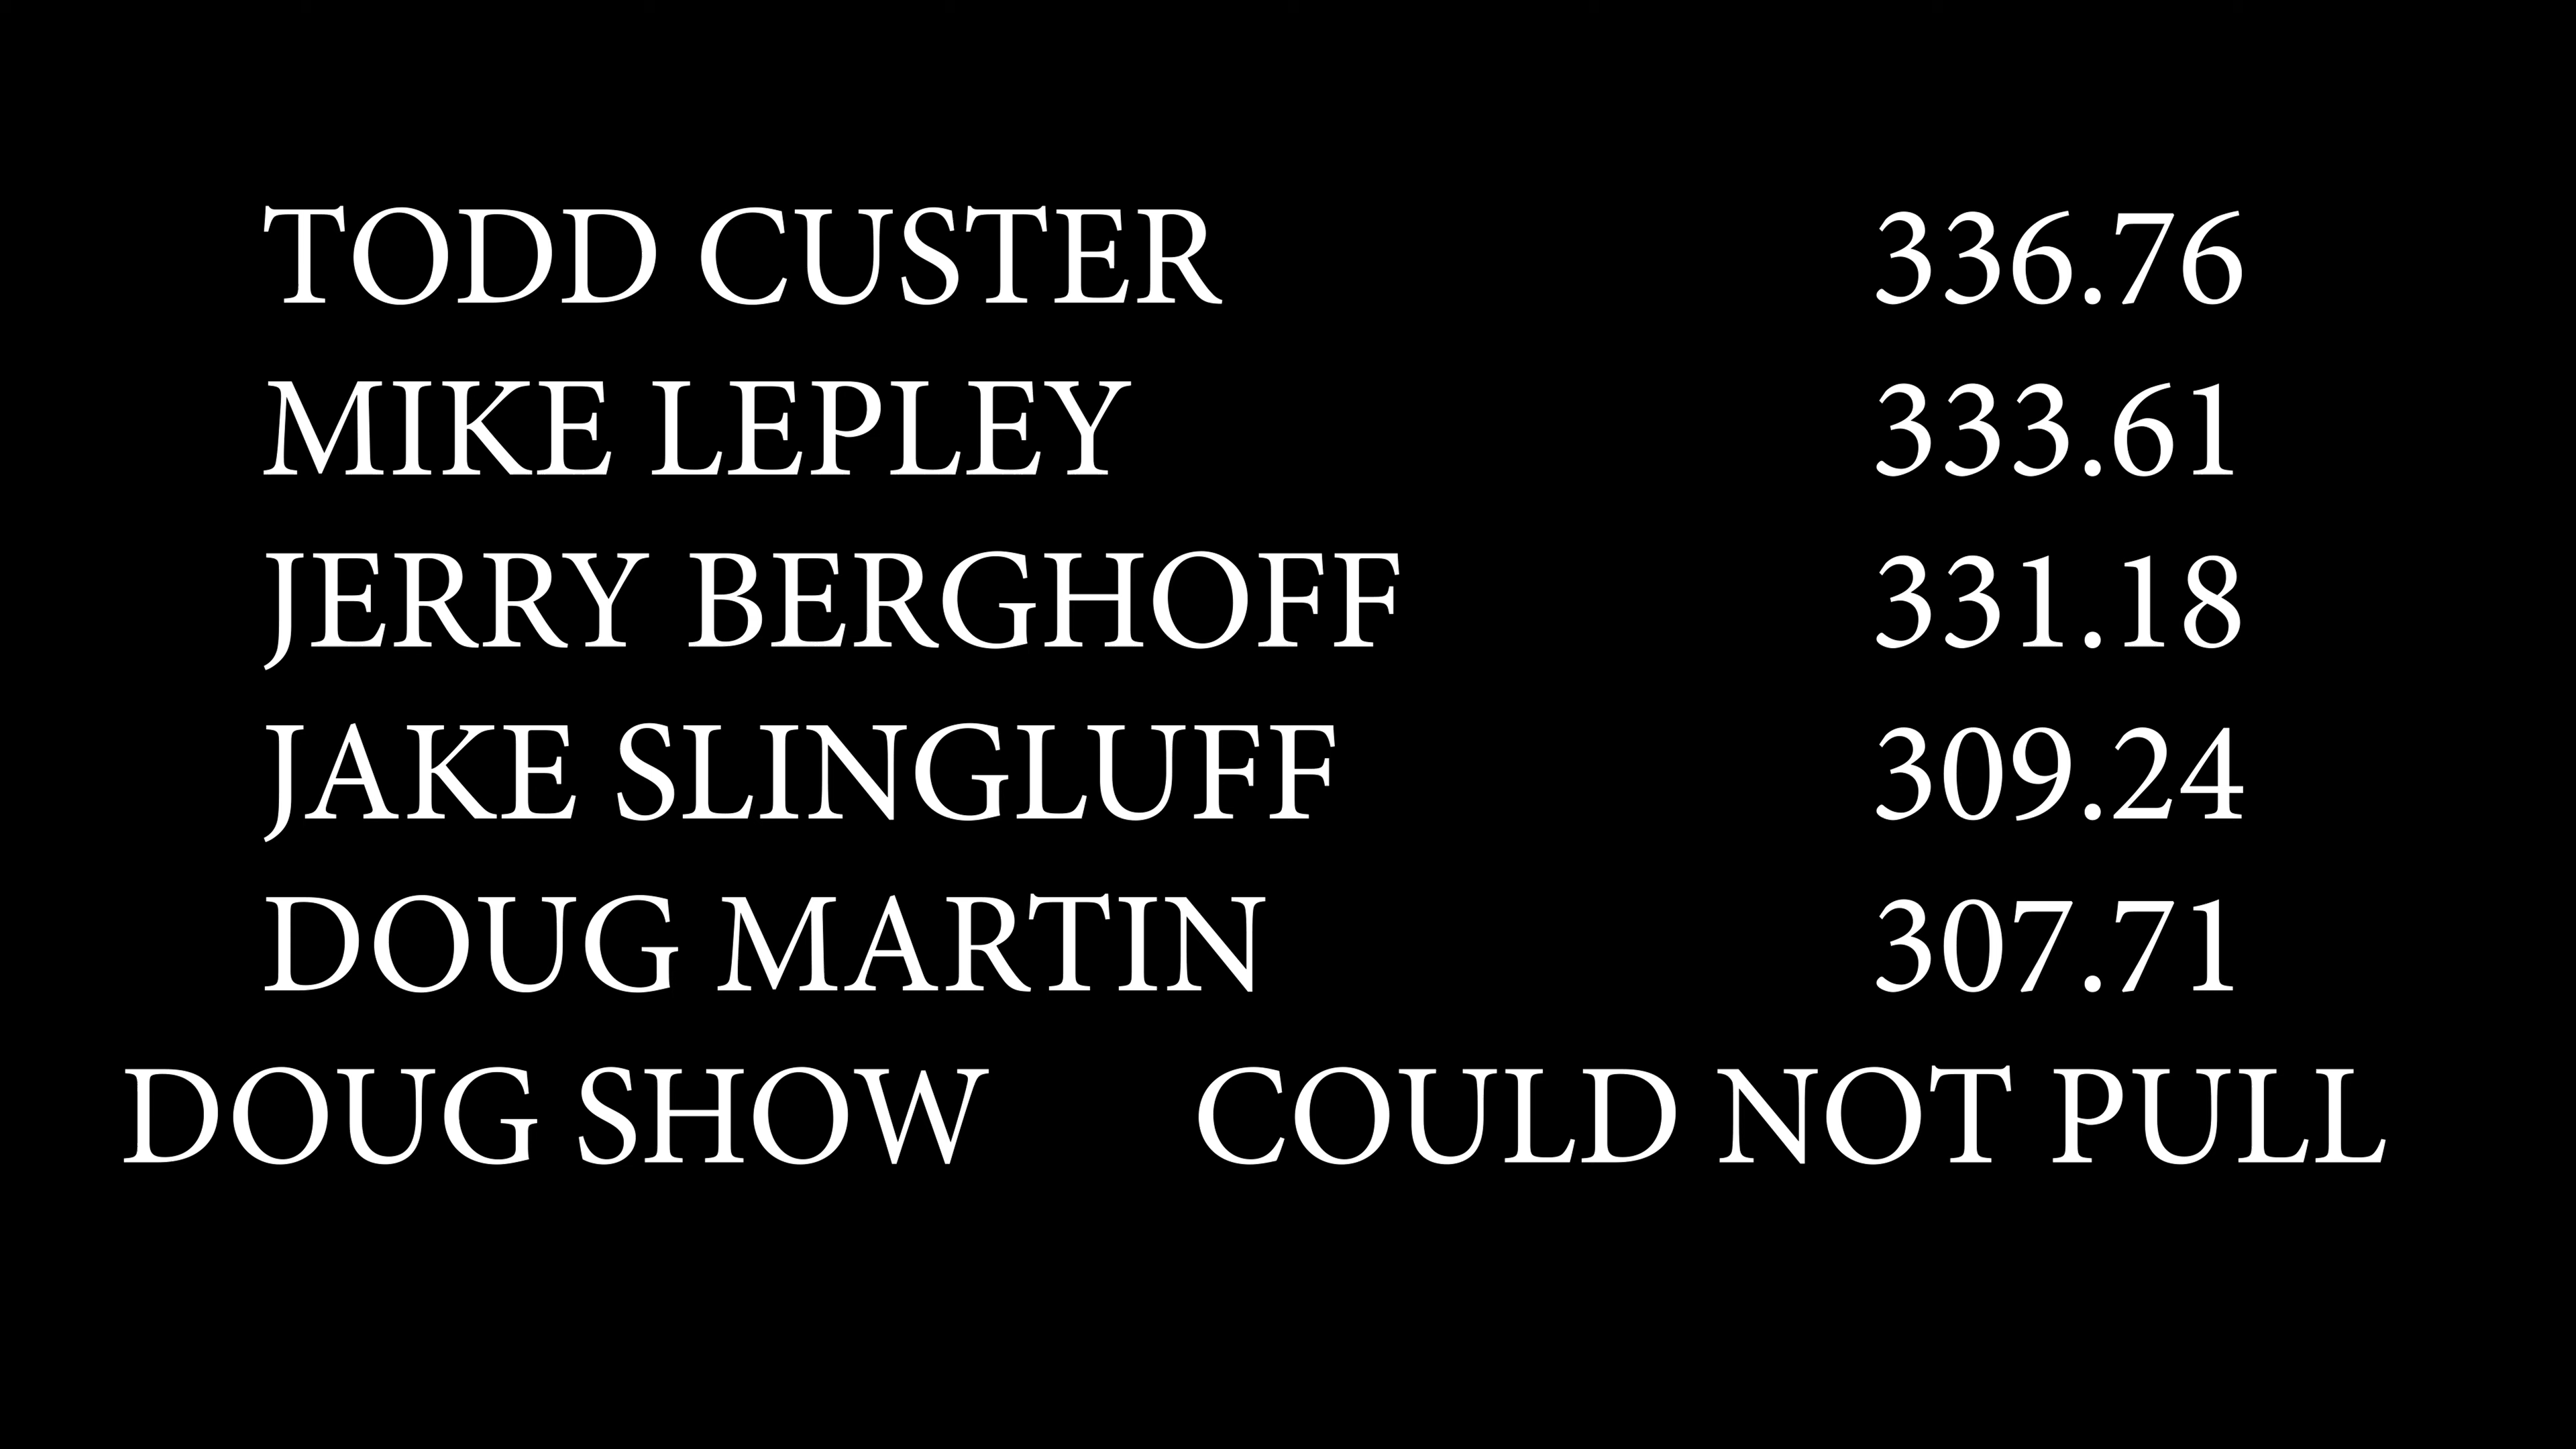 TODD CUSTER 336.76
MIKE LEPLEY 333.61
JERRY BERGHOFF 331.18
JAKE SLINGLUFF 309.24
DOUG MARTIN 307.71
DOUG SHOW COULD NOT PULL